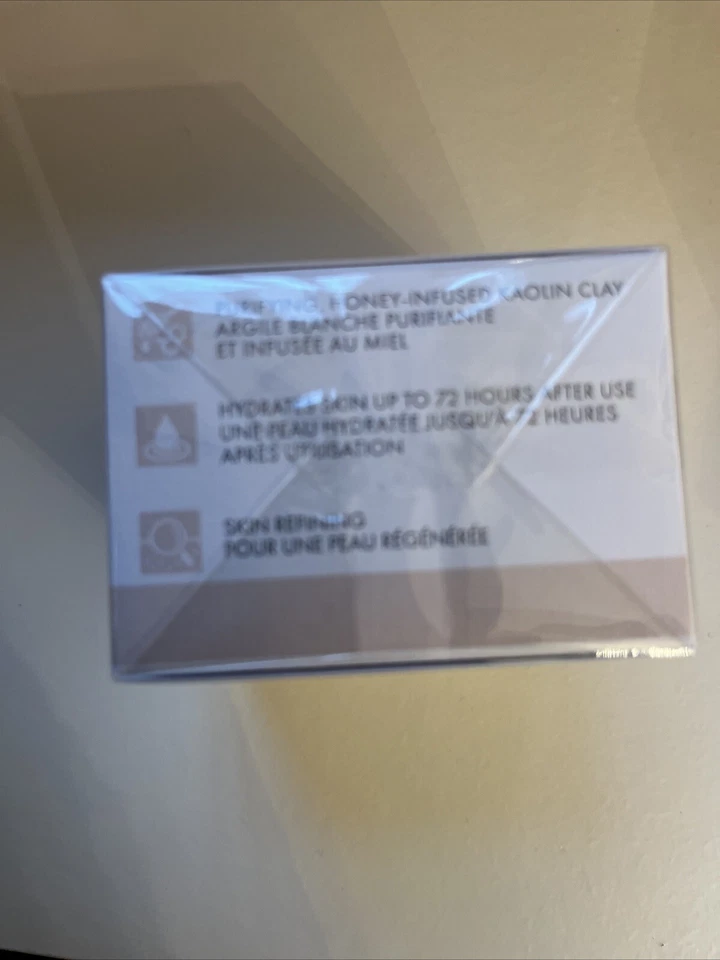 PURIFYING, HONEY-INFUSED KAOLIN CLAY
ARGILE BLANCHE PURIFIANTE
ET INFUSÉE AU MIEL
HYDRATES SKIN UP TO 72 HOURS AFTER USE
UNE PEAU HYDRATÉE JUSQU'À 72 HEURES
APRÈS UTILISATION
SKIN REFINING
POUR UNE PEAU RÉGÉNÉRÉE